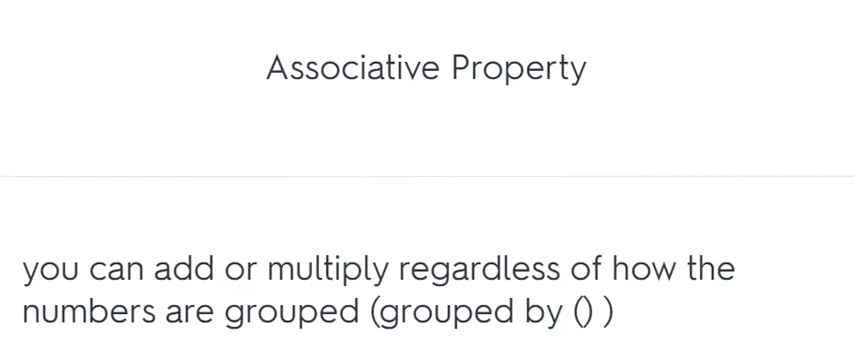 Associative Property
you can add or multiply regardless of how the
numbers are grouped (grouped by () )